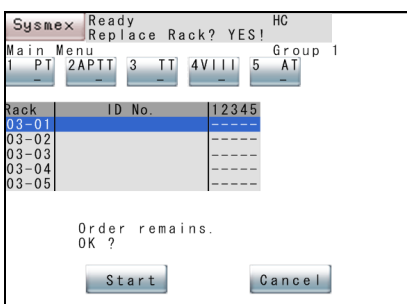 Sysmex Ready HC
Replace Rack? YES!
Main Menu Group 1
1 PT 2APTT 3 TT 4VIII 5 AT
– – – – –
Rack ID No. 12345
03-01 -----
03-02 -----
03-03 -----
03-04 -----
03-05 -----
Order remains.
OK ?
Start Cancel